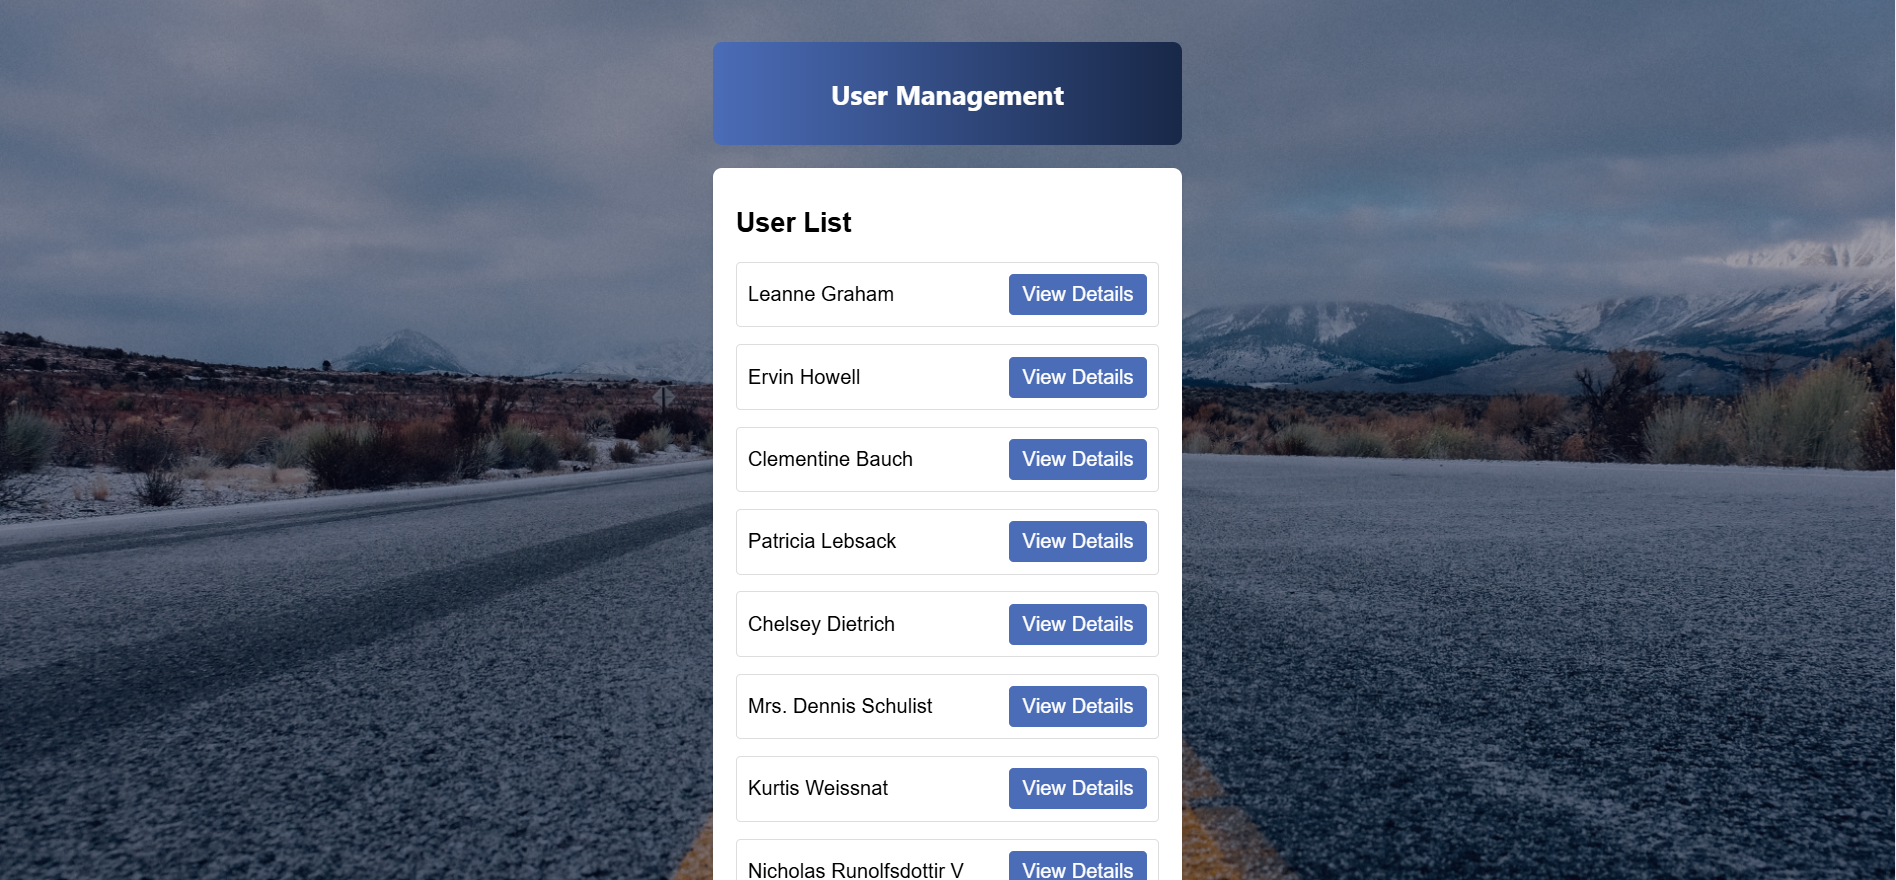 User Management
User List
Leanne Graham View Details
Ervin Howell View Details
Clementine Bauch View Details
Patricia Lebsack View Details
Chelsey Dietrich View Details
Mrs. Dennis Schulist View Details
Kurtis Weissnat View Details
Nicholas Runolfsdottir V View Details